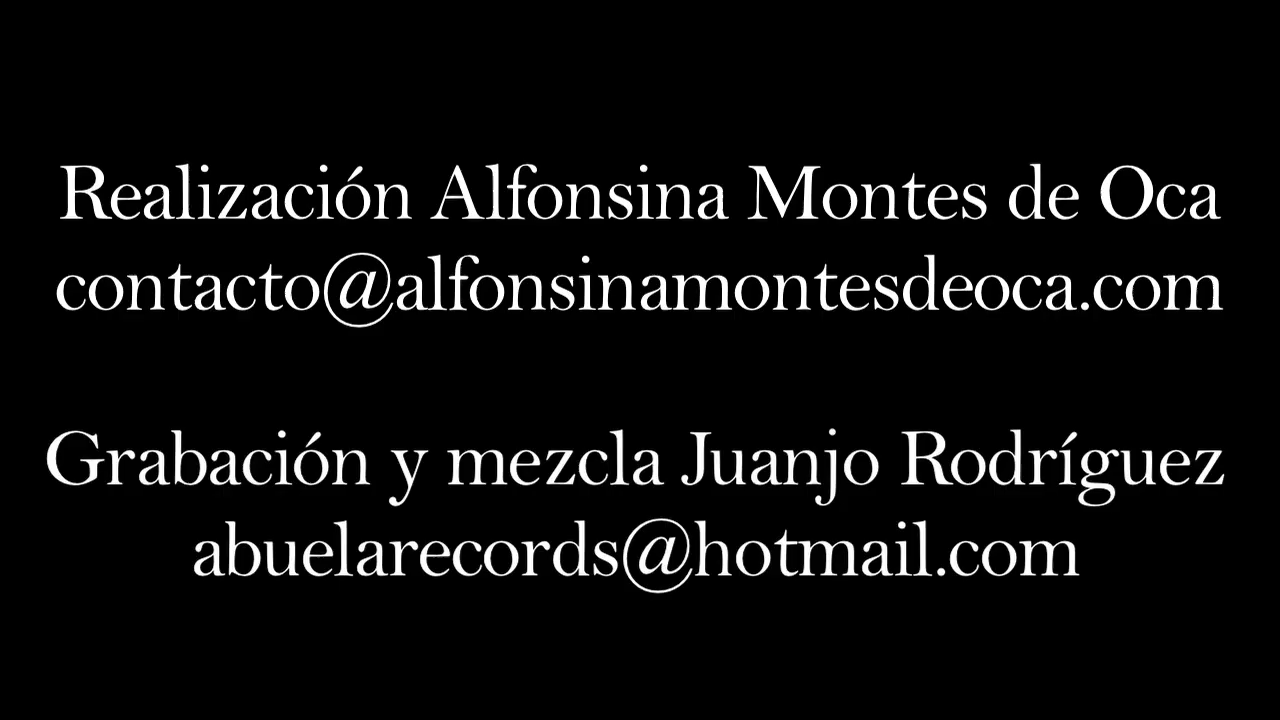 Realización Alfonsina Montes de Oca
contacto@alfonsinamontesdeoca.com
Grabación y mezcla Juanjo Rodríguez
abuelarecords@hotmail.com